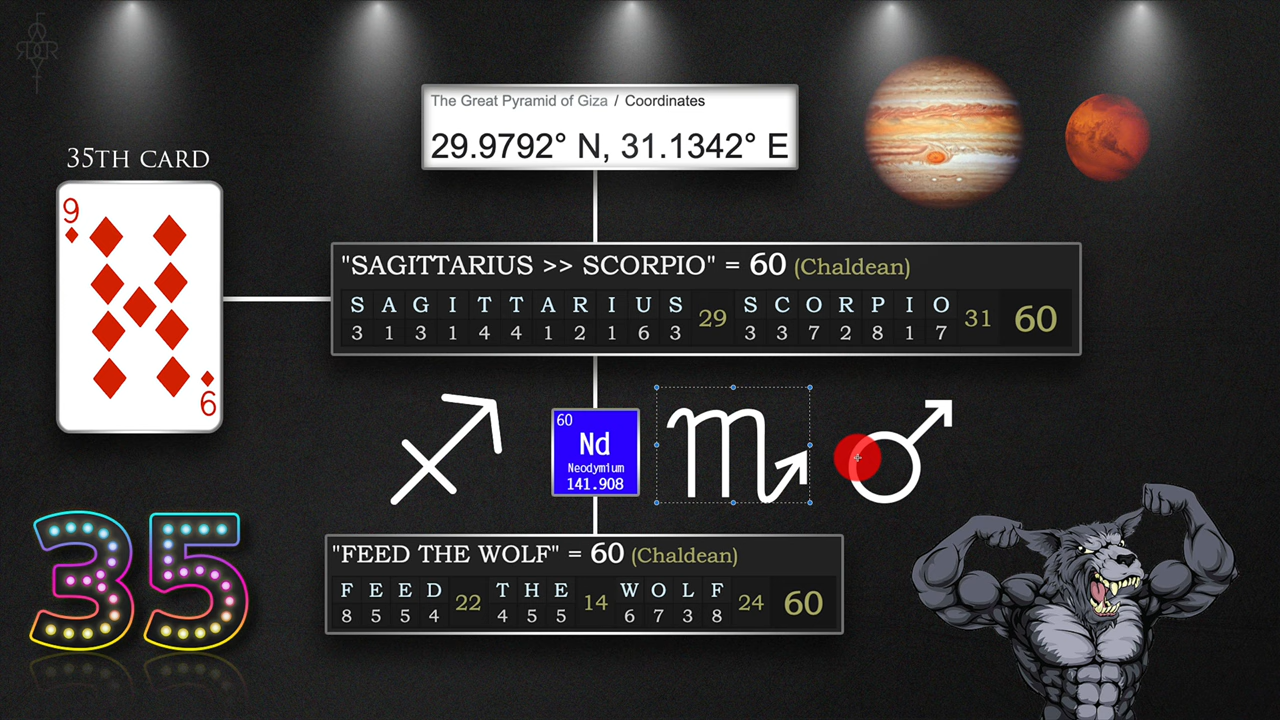 The Great Pyramid of Giza / Coordinates
29.9792° N, 31.1342° E
35TH CARD
9
9
"SAGITTARIUS >> SCORPIO" = 60 (Chaldean)
S A G I T T A R I U S 29 S C O R P I O 31 60
3 1 3 1 4 4 1 2 1 6 3 3 3 7 2 8 1 7
60
Nd
Neodymium
141.908
35
"FEED THE WOLF" = 60 (Chaldean)
F E E D 22 T H E 14 W O L F 24 60
8 5 5 4 4 5 5 6 7 3 8